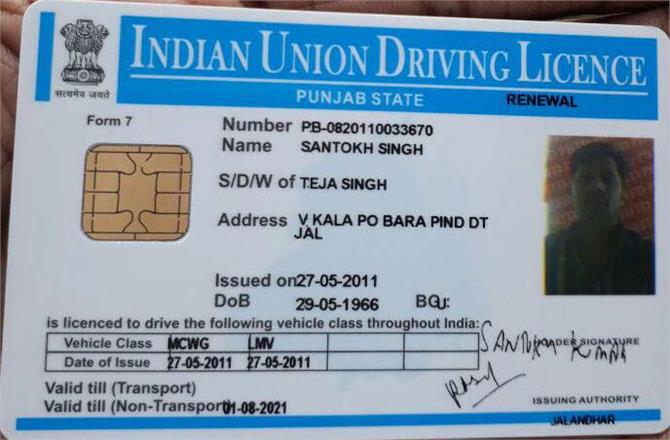 INDIAN UNION DRIVING LICENCE
सत्यमेव जयते
PUNJAB STATE RENEWAL
Form 7
Number PB-0820110033670
Name SANTOKH SINGH
S/D/W of TEJA SINGH
Address V KALA PO BARA PIND DT
JAL
Issued on 27-05-2011
DoB 29-05-1966 BG U:
is licenced to drive the following vehicle class throughout India:
Vehicle Class MCWG LMV
Date of Issue 27-05-2011 27-05-2011
SANTOKH
HOLDER SIGNATURE
Valid till (Transport)
Valid till (Non-Transport) 01-08-2021
ISSUING AUTHORITY
JALANDHAR